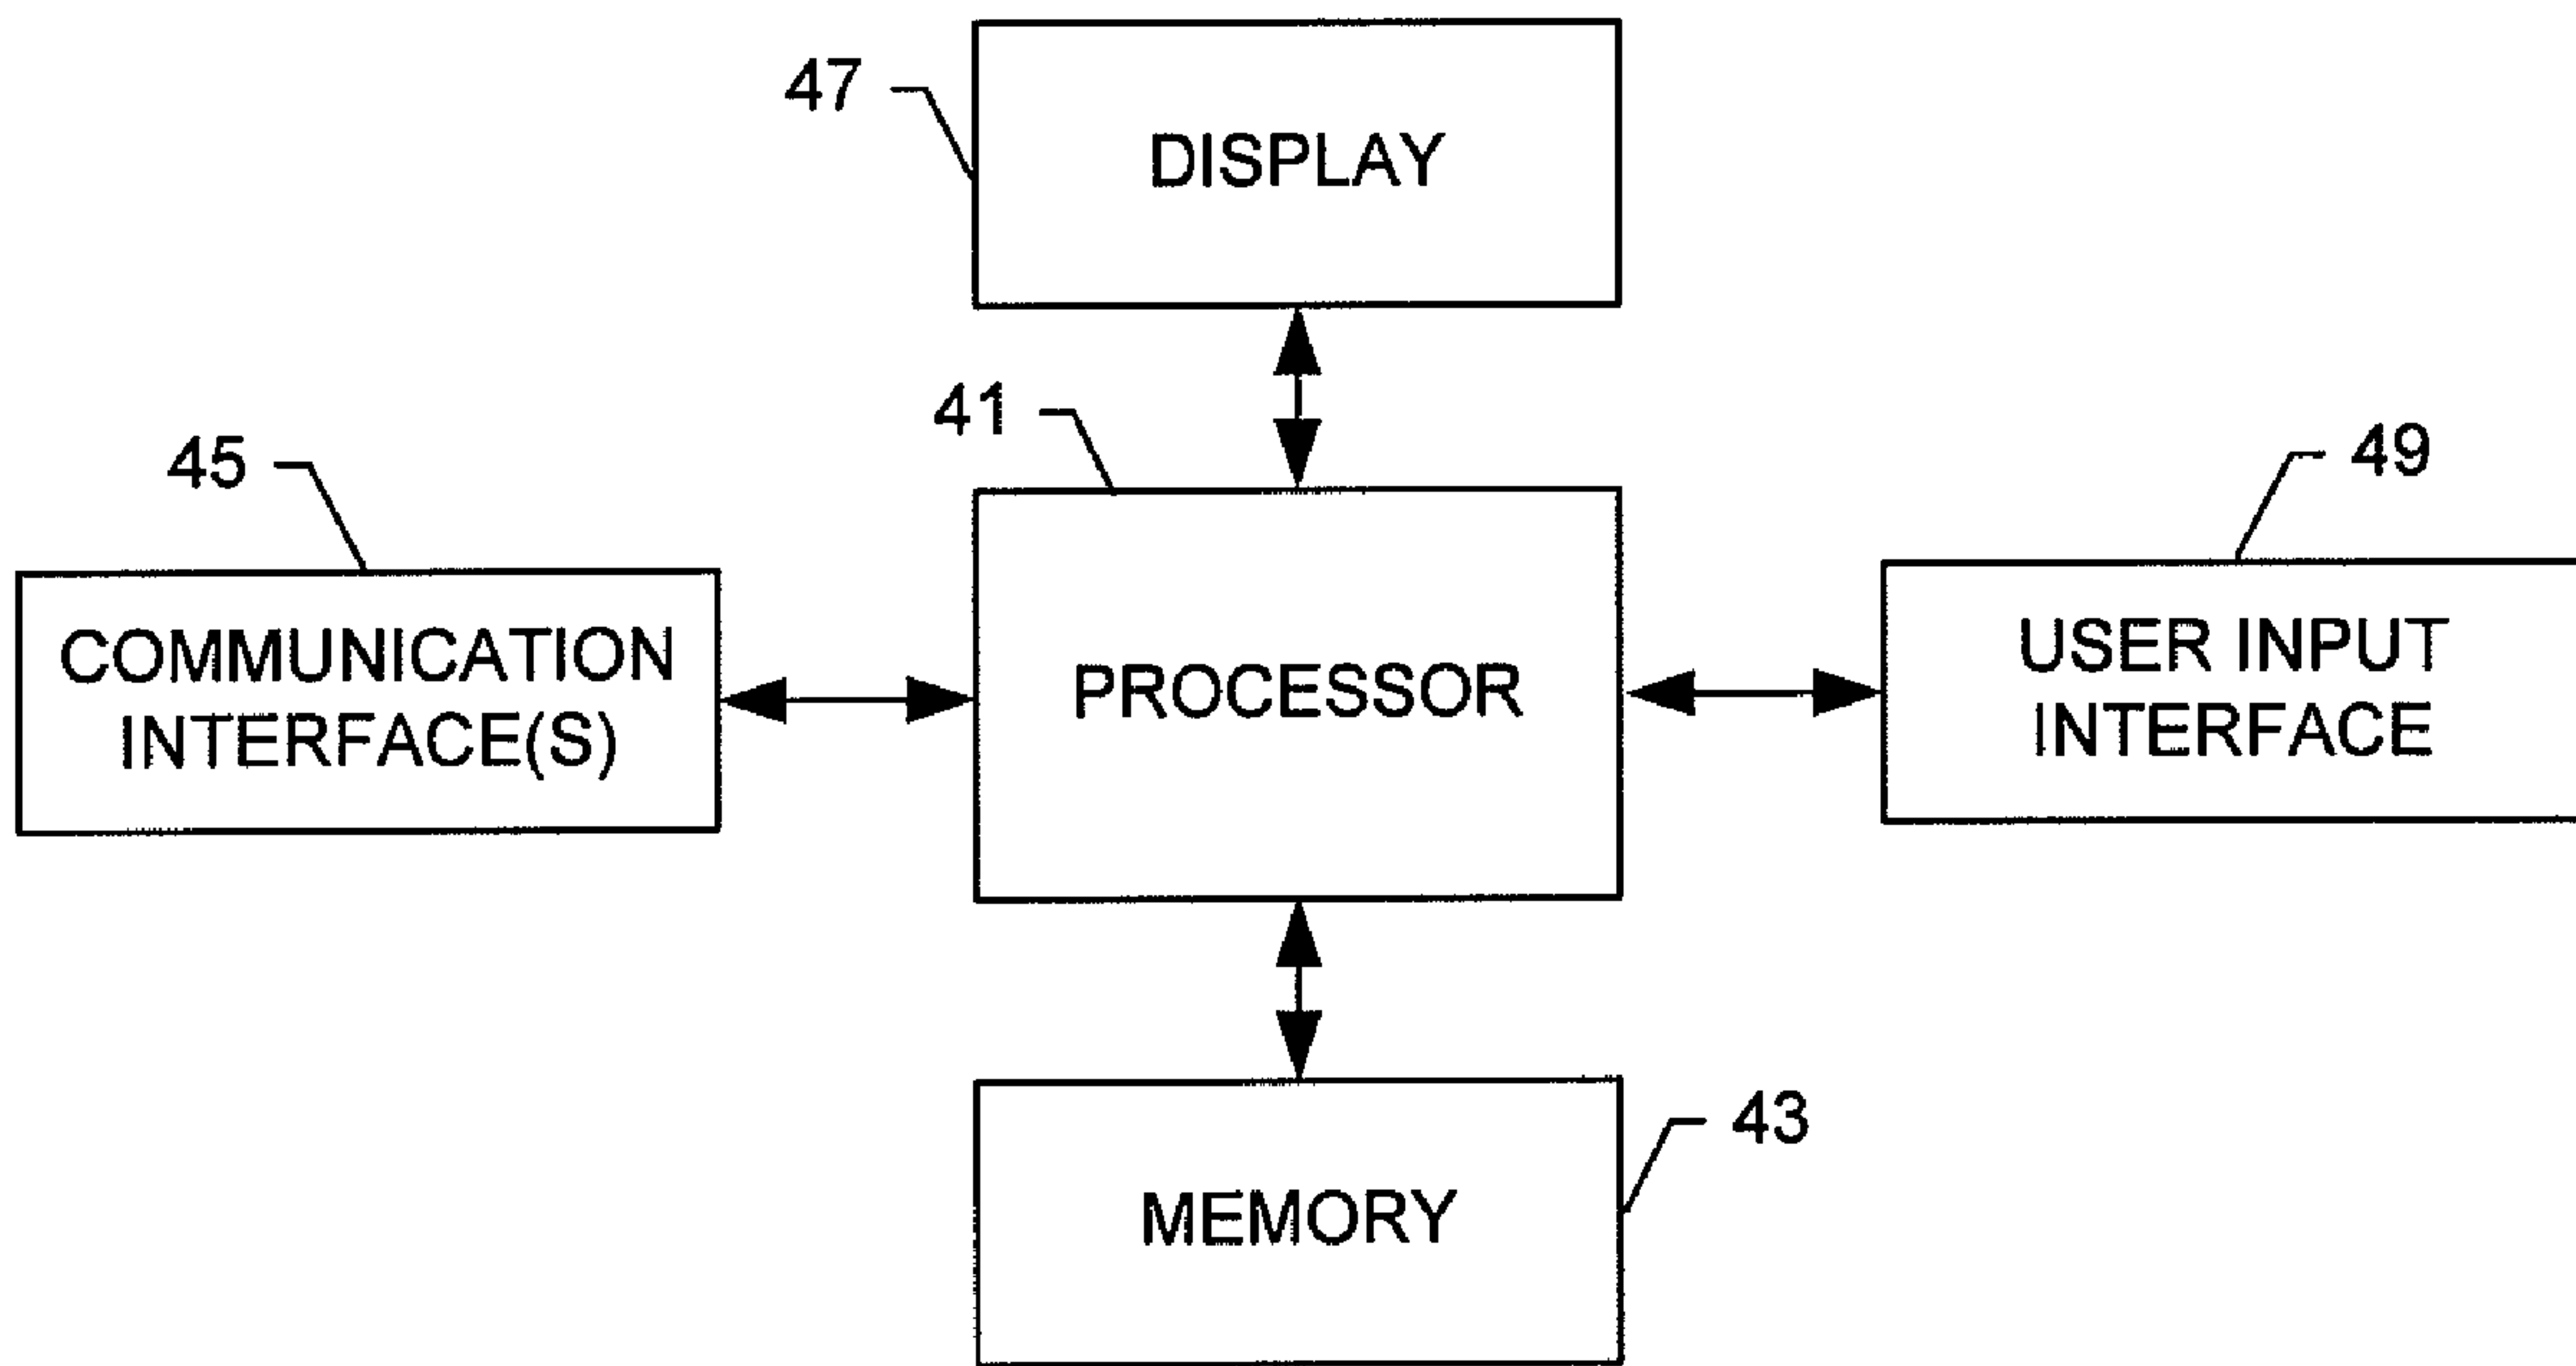 47
DISPLAY
41
45
49
COMMUNICATION
INTERFACE(S)
PROCESSOR
USER INPUT
INTERFACE
43
MEMORY